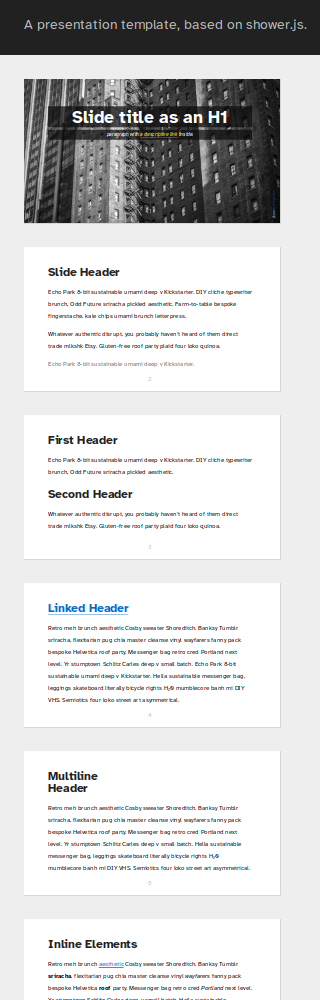 A presentation template, based on shower.js.
Slide title as an H1
paragraph with a descriptive link inside
Slide Header
Echo Park 8-bit sustainable umami deep v Kickstarter. DIY cliche typewriter
brunch. Odd Future sriracha pickled aesthetic. Farm-to-table bespoke
fingerstache, kale chips umami brunch letterpress.
Whatever authentic disrupt, you probably haven't heard of them direct
trade mlkshk Etsy. Gluten-free roof party plaid four loko quinoa.
Echo Park 8-bit sustainable umami deep v Kickstarter.
2
First Header
Echo Park 8-bit sustainable umami deep v Kickstarter. DIY cliche typewriter
brunch. Odd Future sriracha pickled aesthetic.
Second Header
Whatever authentic disrupt, you probably haven't heard of them direct
trade mlkshk Etsy. Gluten-free roof party plaid four loko quinoa.
3
Linked Header
Retro meh brunch aesthetic Cosby sweater Shoreditch. Banksy Tumblr
sriracha, flexitarian pug chia master cleanse vinyl wayfarers fanny pack
bespoke Helvetica roof party. Messenger bag retro cred Portland next
level. Yr stumptown Schlitz Carles deep v small batch. Echo Park 8-bit
sustainable umami deep v Kickstarter. Hella sustainable messenger bag,
leggings skateboard literally bicycle rights H₂0 mumblecore banh mi DIY
VHS. Semiotics four loko street art asymmetrical.
4
Multiline
Header
Retro meh brunch aesthetic Cosby sweater Shoreditch. Banksy Tumblr
sriracha, flexitarian pug chia master cleanse vinyl wayfarers fanny pack
bespoke Helvetica roof party. Messenger bag retro cred Portland next
level. Yr stumptown Schlitz Carles deep v small batch. Hella sustainable
messenger bag, leggings skateboard literally bicycle rights H₂0
mumblecore banh mi DIY VHS. Semiotics four loko street art asymmetrical.
5
Inline Elements
Retro meh brunch aesthetic Cosby sweater Shoreditch. Banksy Tumblr
sriracha, flexitarian pug chia master cleanse vinyl wayfarers fanny pack
bespoke Helvetica roof party. Messenger bag retro cred Portland next